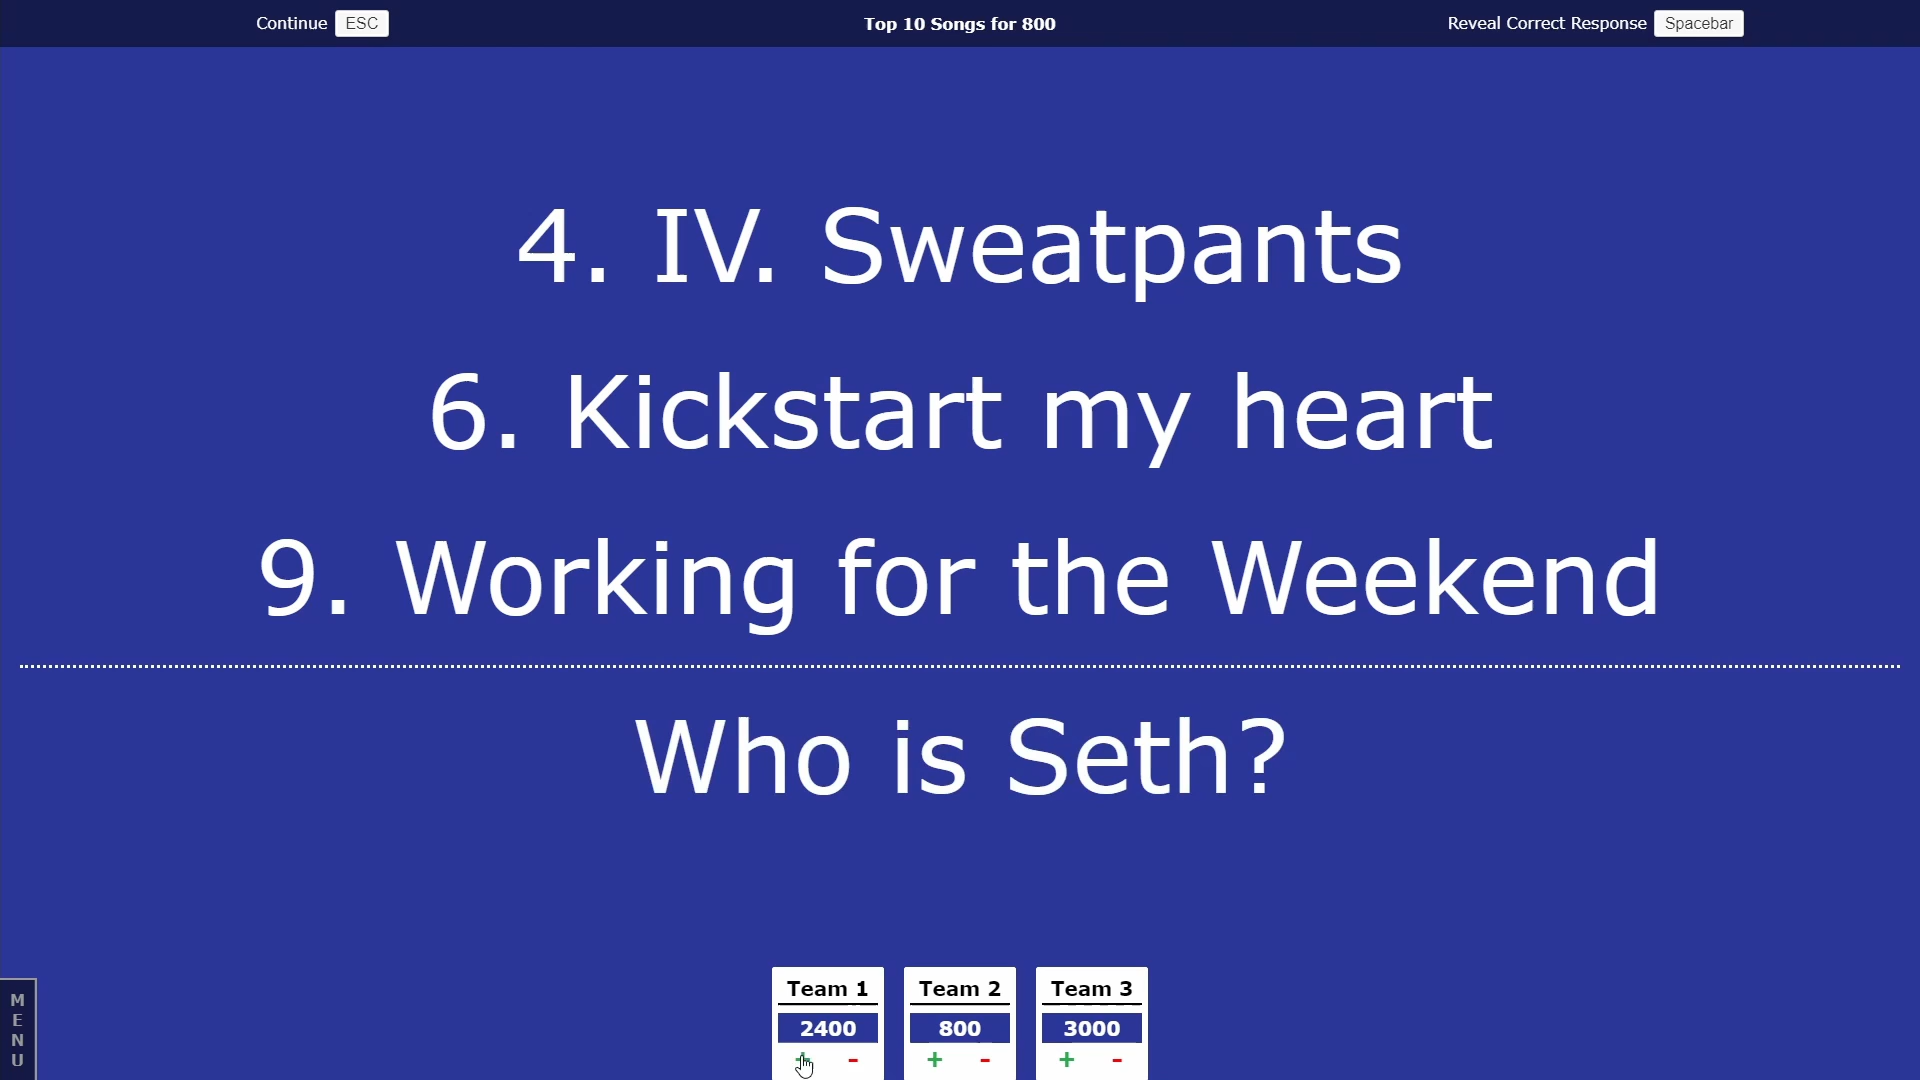 Continue ESC
Top 10 Songs for 800
Reveal Correct Response Spacebar
4. IV. Sweatpants
6. Kickstart my heart
9. Working for the Weekend
Who is Seth?
MENU
Team 1
2400
+ -
Team 2
800
+ -
Team 3
3000
+ -